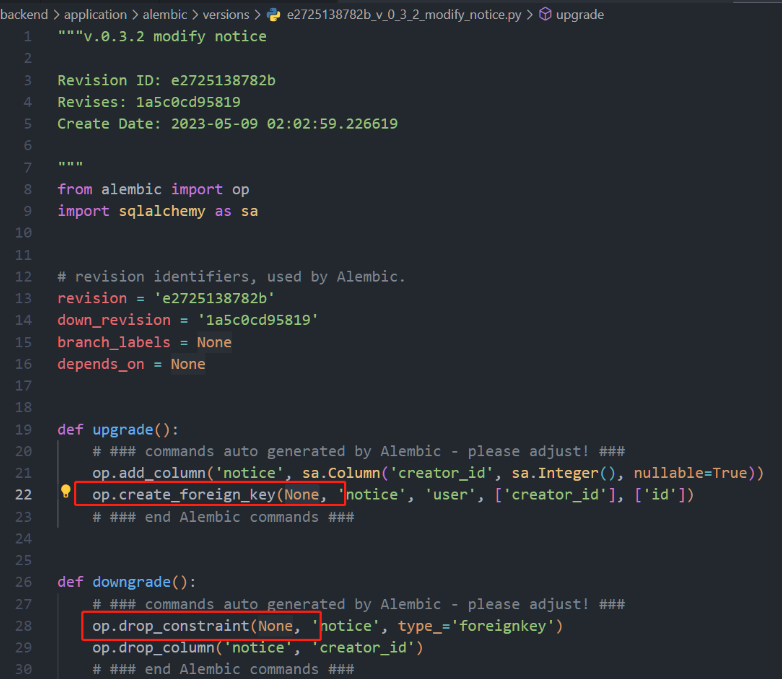 backend > application > alembic > versions > e2725138782b_v_0_3_2_modify_notice.py > upgrade
1 """v.0.3.2 modify notice
2
3 Revision ID: e2725138782b
4 Revises: 1a5c0cd95819
5 Create Date: 2023-05-09 02:02:59.226619
6
7 """
8 from alembic import op
9 import sqlalchemy as sa
10
11
12 # revision identifiers, used by Alembic.
13 revision = 'e2725138782b'
14 down_revision = '1a5c0cd95819'
15 branch_labels = None
16 depends_on = None
17
18
19 def upgrade():
20     # ### commands auto generated by Alembic - please adjust! ###
21     op.add_column('notice', sa.Column('creator_id', sa.Integer(), nullable=True))
22     op.create_foreign_key(None, 'notice', 'user', ['creator_id'], ['id'])
23     # ### end Alembic commands ###
24
25
26 def downgrade():
27     # ### commands auto generated by Alembic - please adjust! ###
28     op.drop_constraint(None, 'notice', type_='foreignkey')
29     op.drop_column('notice', 'creator_id')
30     # ### end Alembic commands ###